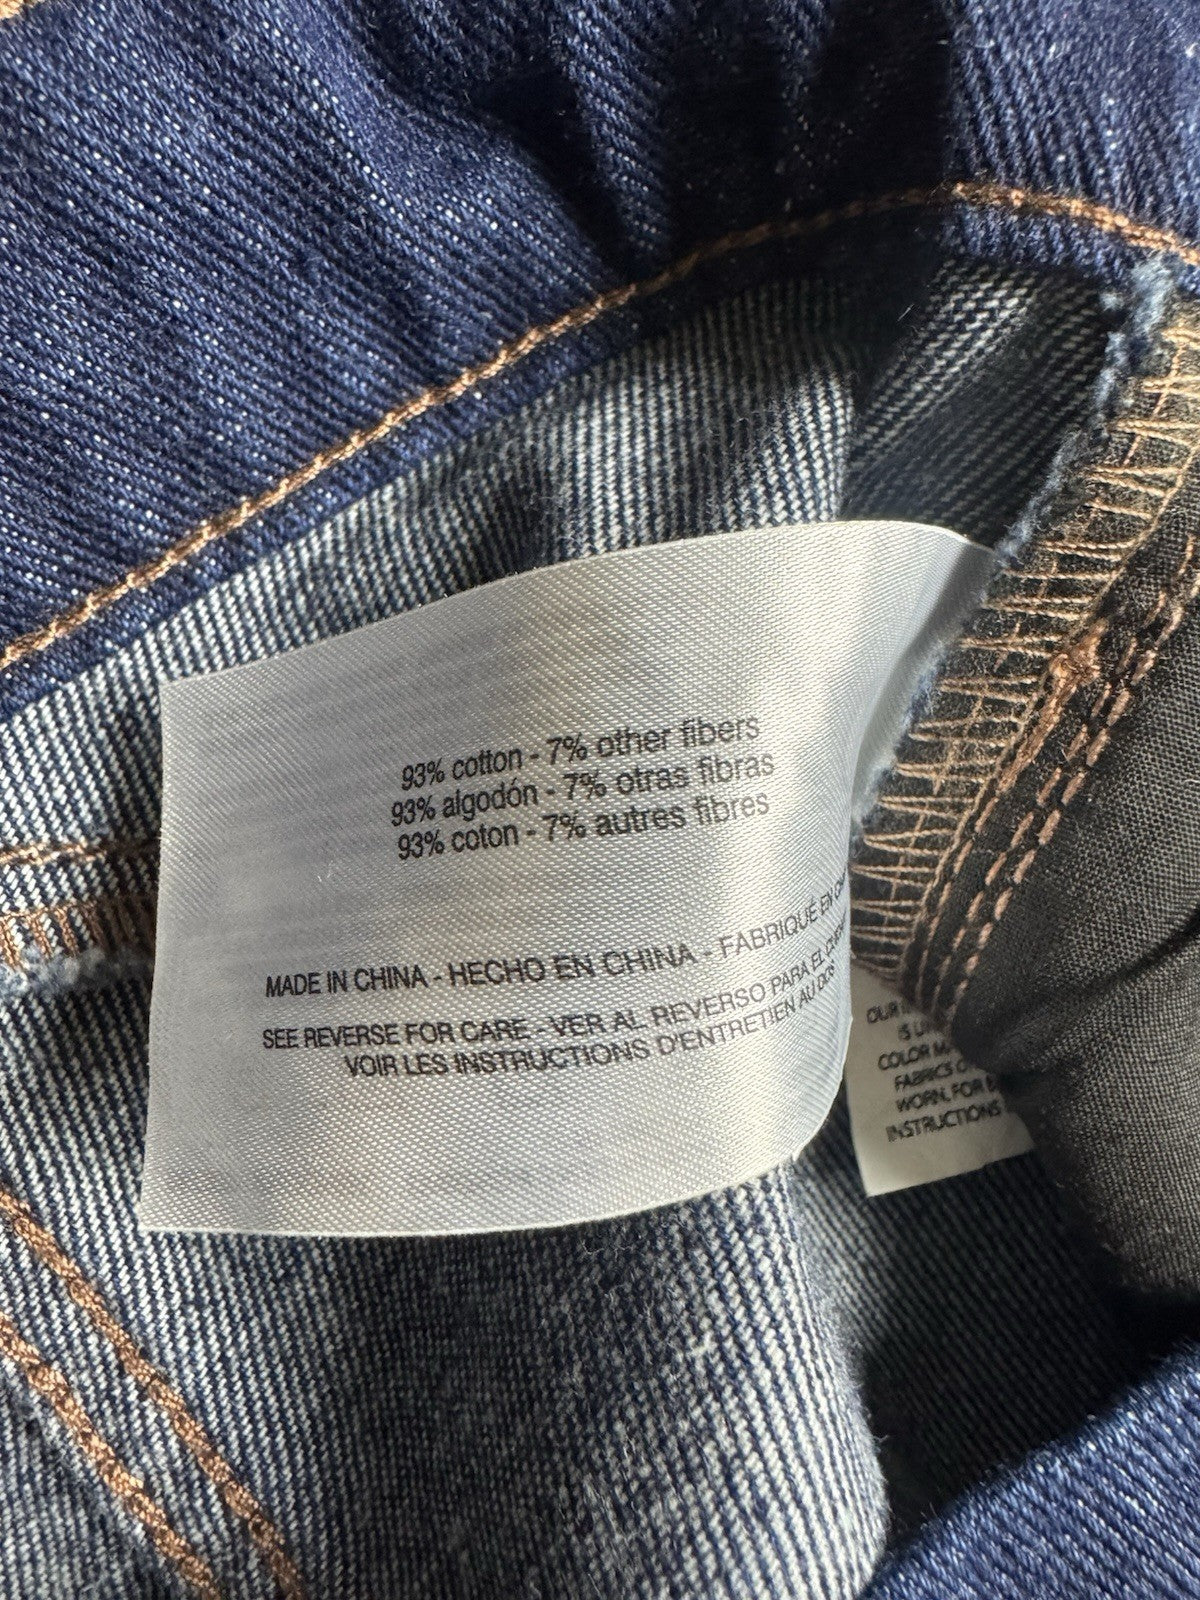 93% cotton - 7% other fibers
93% algodón - 7% otras fibras
93% coton - 7% autres fibres
MADE IN CHINA - HECHO EN CHINA - FABRIQUÉ EN
SEE REVERSE FOR CARE - VER AL REVERSO PARA EL
VOIR LES INSTRUCTIONS D'ENTRETIEN AU DOS
OUR
IS
COLOR
FABRICS
WORN. FOR
INSTRUCTIONS